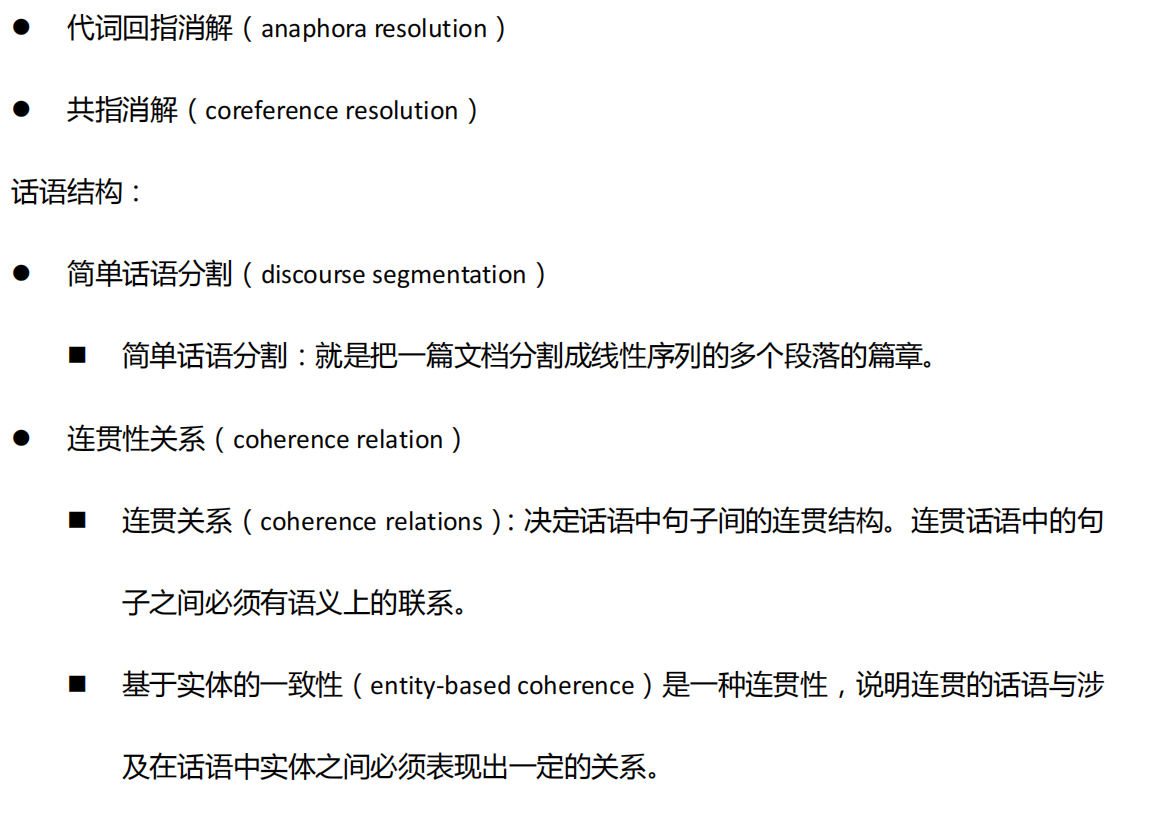 ● 代词回指消解（anaphora resolution）
● 共指消解（coreference resolution）
话语结构：
● 简单话语分割（discourse segmentation）
■ 简单话语分割：就是把一篇文档分割成线性序列的多个段落的篇章。
● 连贯性关系（coherence relation）
■ 连贯关系（coherence relations）：决定话语中句子间的连贯结构。连贯话语中的句
子之间必须有语义上的联系。
■ 基于实体的一致性（entity-based coherence）是一种连贯性，说明连贯的话语与涉
及在话语中实体之间必须表现出一定的关系。